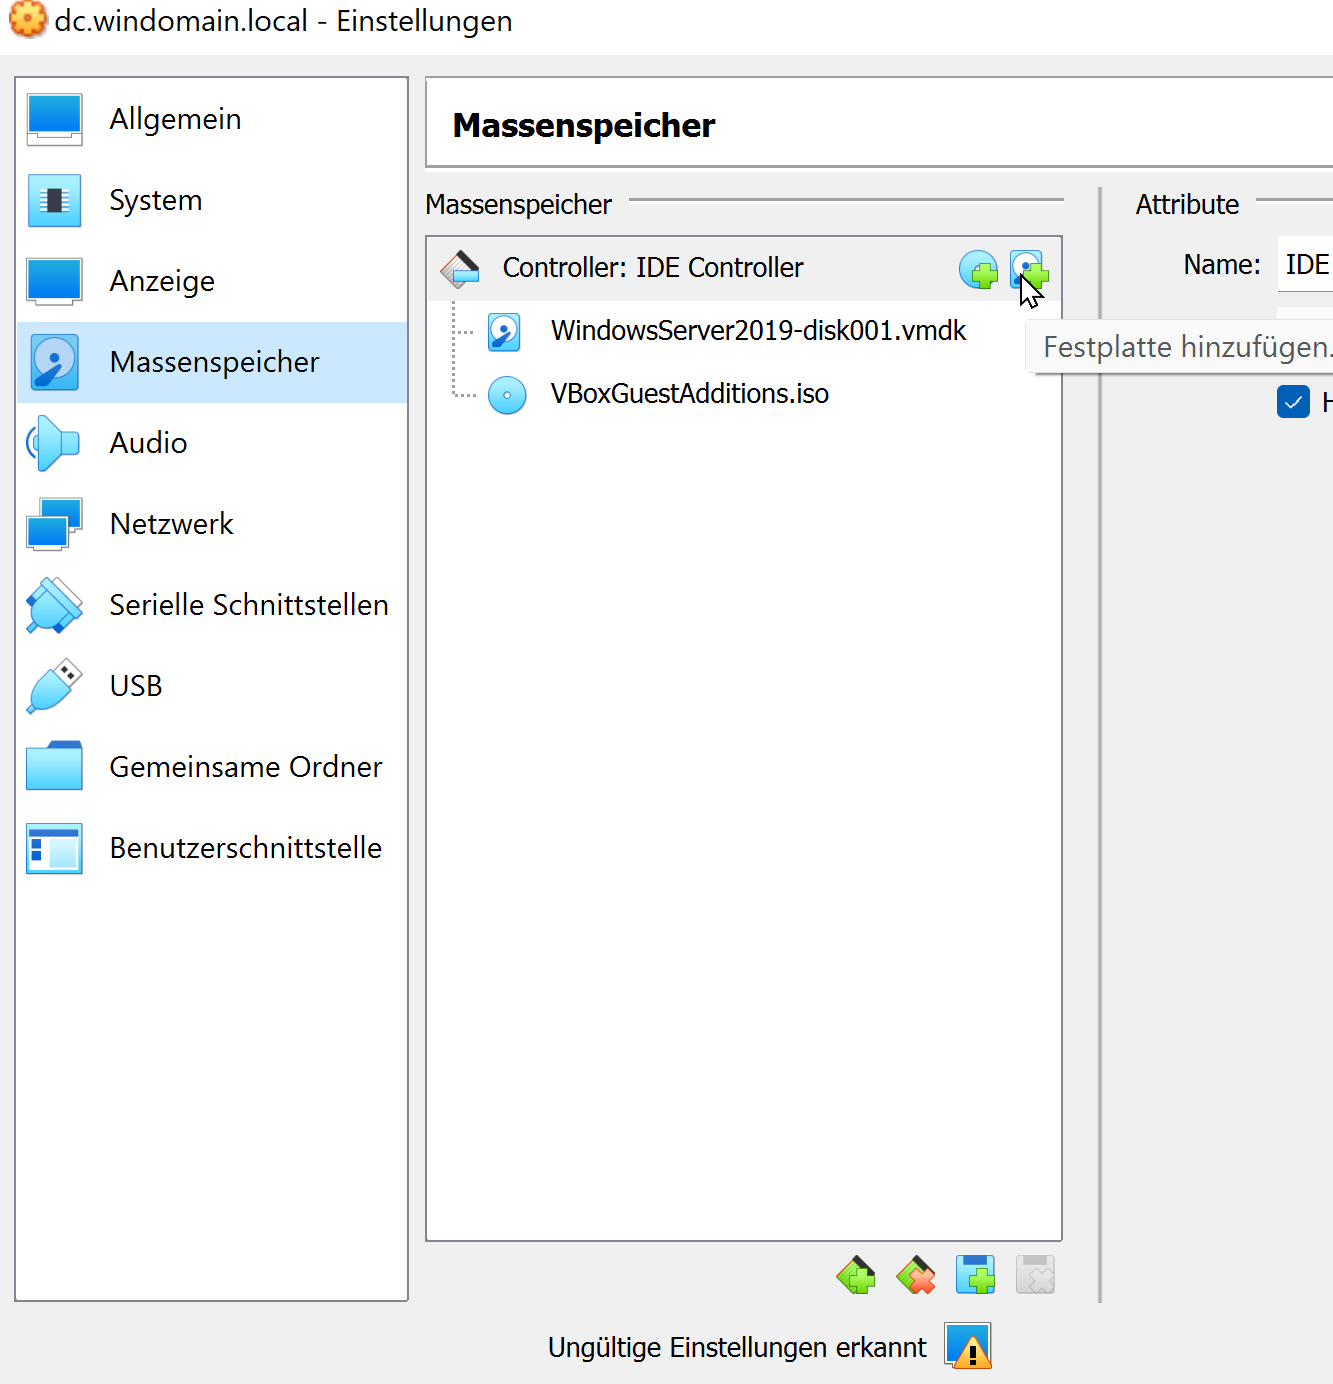 dc.windomain.local - Einstellungen
Allgemein
System
Anzeige
Massenspeicher
Audio
Netzwerk
Serielle Schnittstellen
USB
Gemeinsame Ordner
Benutzerschnittstelle
Massenspeicher
Massenspeicher
Controller: IDE Controller
WindowsServer2019-disk001.vmdk
VBoxGuestAdditions.iso
Attribute
Name: IDE
Festplatte hinzufügen.
H
Ungültige Einstellungen erkannt